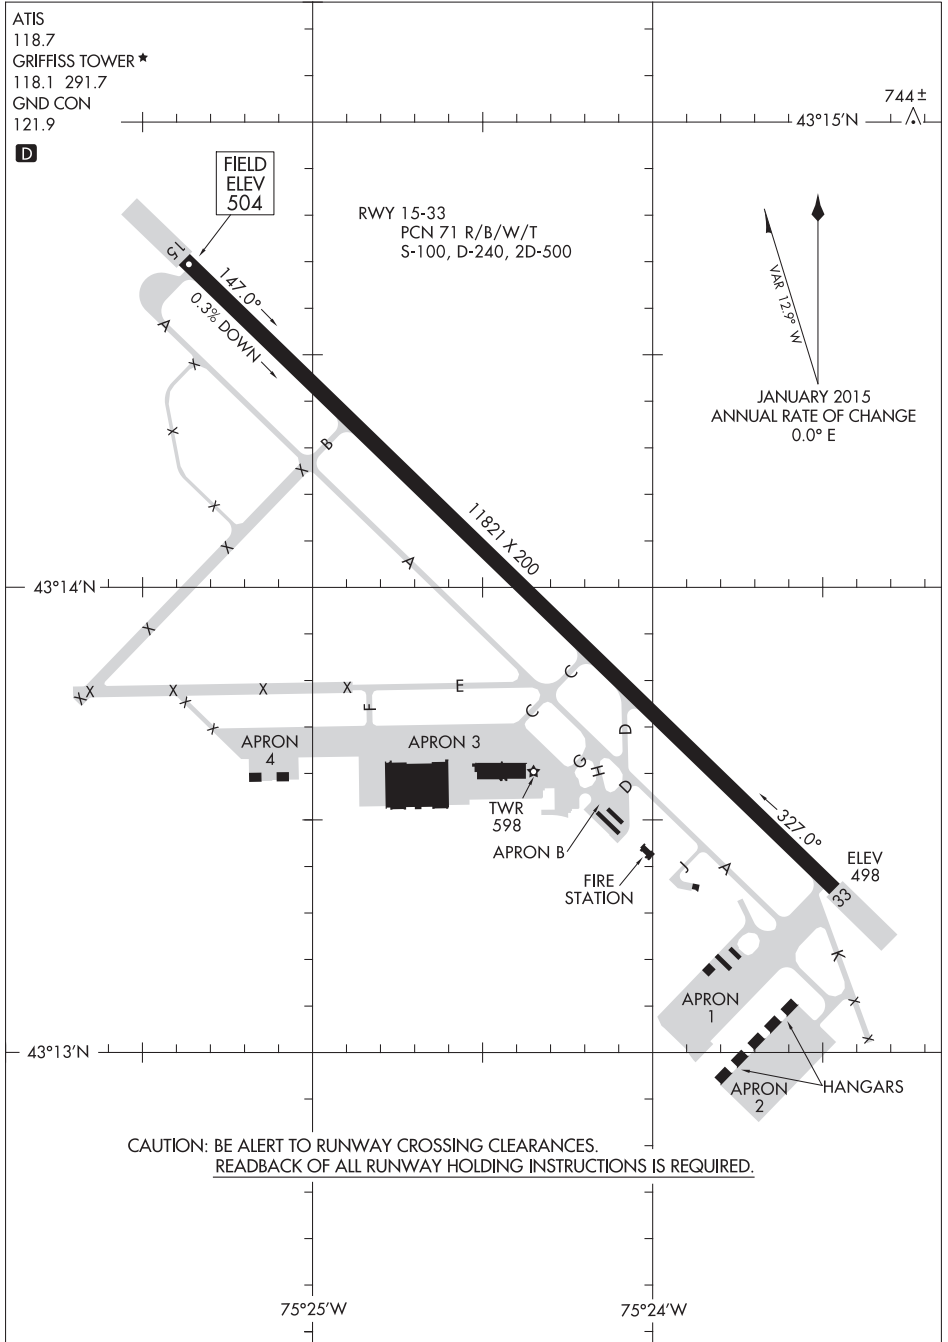 ATIS
118.7
GRIFFISS TOWER★
118.1 291.7
GND CON
121.9
D
744±
43°15'N
FIELD
ELEV
504
RWY 15-33
PCN 71 R/B/W/T
S-100, D-240, 2D-500
VAR 12.9° W
JANUARY 2015
ANNUAL RATE OF CHANGE
0.0° E
15
147.0°
0.3% DOWN
A
X
X
B
X
X
X
11821 X 200
A
43°14'N
X
X
X
X
X
X
X
E
C
X
X
F
C
D
APRON
4
APRON 3
G
H
D
TWR
598
APRON B
327.0°
ELEV
498
FIRE
STATION
J
A
33
K
X
X
APRON
1
43°13'N
HANGARS
APRON
2
CAUTION: BE ALERT TO RUNWAY CROSSING CLEARANCES.
READBACK OF ALL RUNWAY HOLDING INSTRUCTIONS IS REQUIRED.
75°25'W
75°24'W